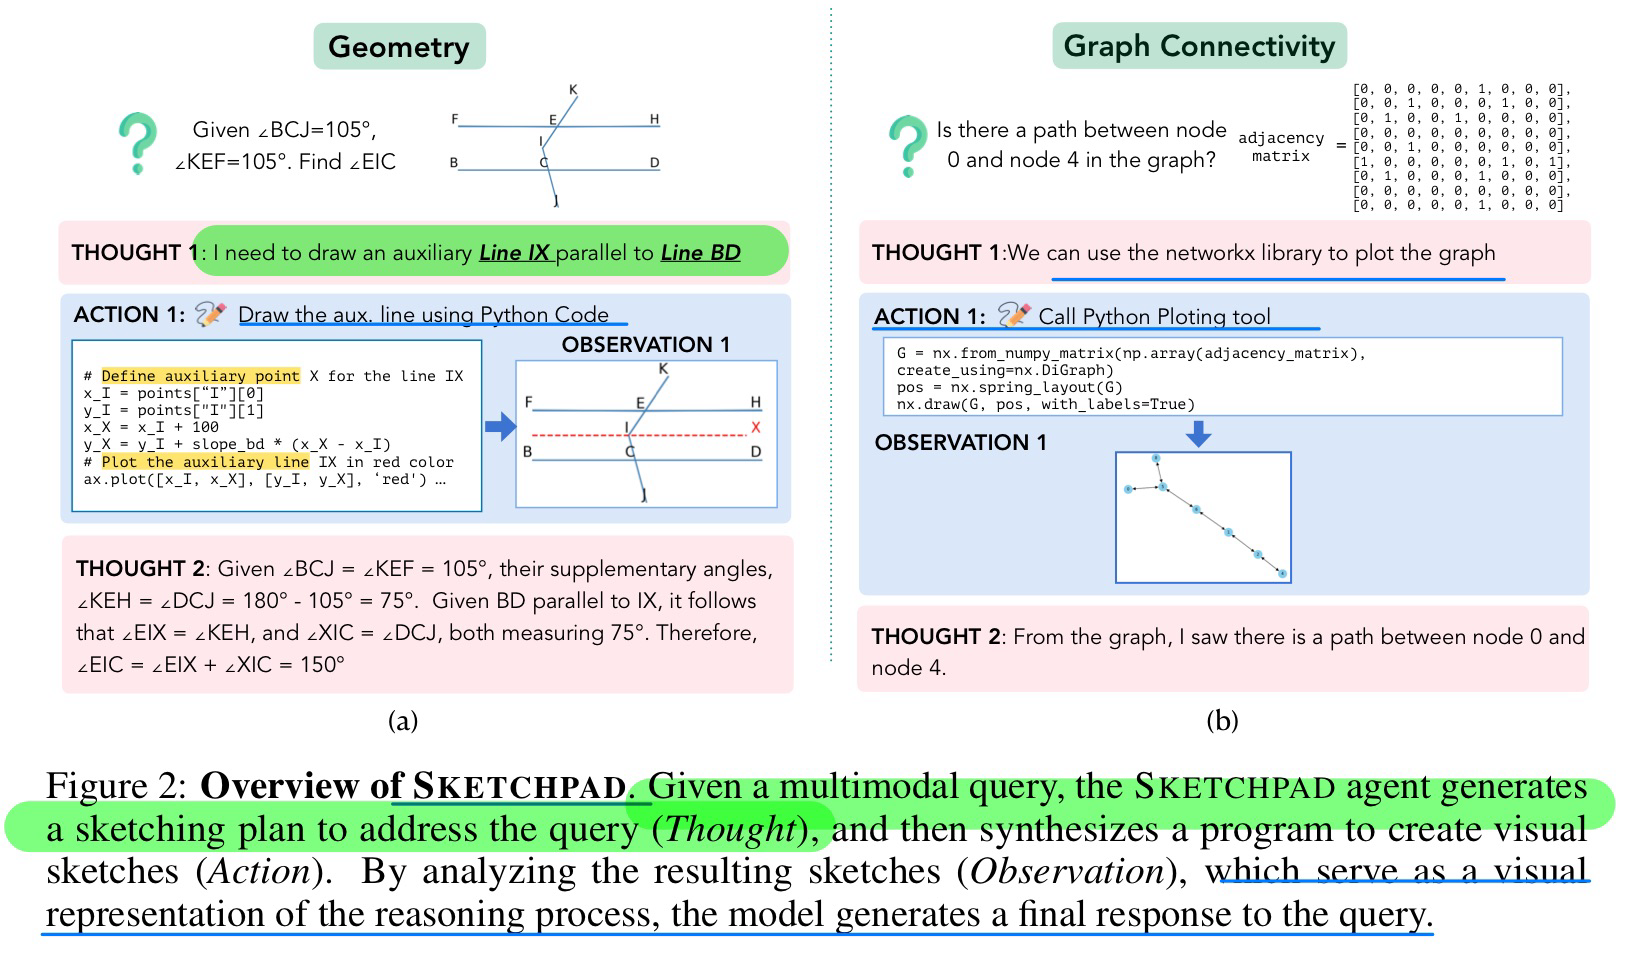 Geometry
Given ∠BCJ=105°,
∠KEF=105°. Find ∠EIC
K
F E H
I
B C D
J
THOUGHT 1: I need to draw an auxiliary Line IX parallel to Line BD
ACTION 1: Draw the aux. line using Python Code
# Define auxiliary point X for the line IX
x_I = points[“I”][0]
y_I = points["I"][1]
x_X = x_I + 100
y_X = y_I + slope_bd * (x_X - x_I)
# Plot the auxiliary line IX in red color
ax.plot([x_I, x_X], [y_I, y_X], ‘red') …
OBSERVATION 1
K
F E H
I X
B C D
J
THOUGHT 2: Given ∠BCJ = ∠KEF = 105°, their supplementary angles,
∠KEH = ∠DCJ = 180° - 105° = 75°. Given BD parallel to IX, it follows
that ∠EIX = ∠KEH, and ∠XIC = ∠DCJ, both measuring 75°. Therefore,
∠EIC = ∠EIX + ∠XIC = 150°
(a)
Graph Connectivity
Is there a path between node
0 and node 4 in the graph?
adjacency
matrix
=
[0, 0, 0, 0, 0, 1, 0, 0, 0],
[0, 0, 1, 0, 0, 0, 1, 0, 0],
[0, 1, 0, 0, 1, 0, 0, 0, 0],
[0, 0, 0, 0, 0, 0, 0, 0, 0],
[0, 0, 1, 0, 0, 0, 0, 0, 0],
[1, 0, 0, 0, 0, 0, 1, 0, 1],
[0, 1, 0, 0, 0, 1, 0, 0, 0],
[0, 0, 0, 0, 0, 0, 0, 0, 0],
[0, 0, 0, 0, 0, 1, 0, 0, 0]
THOUGHT 1:We can use the networkx library to plot the graph
ACTION 1: Call Python Ploting tool
G = nx.from_numpy_matrix(np.array(adjacency_matrix),
create_using=nx.DiGraph)
pos = nx.spring_layout(G)
nx.draw(G, pos, with_labels=True)
OBSERVATION 1
THOUGHT 2: From the graph, I saw there is a path between node 0 and
node 4.
(b)
Figure 2: Overview of SKETCHPAD. Given a multimodal query, the SKETCHPAD agent generates
a sketching plan to address the query (Thought), and then synthesizes a program to create visual
sketches (Action). By analyzing the resulting sketches (Observation), which serve as a visual
representation of the reasoning process, the model generates a final response to the query.